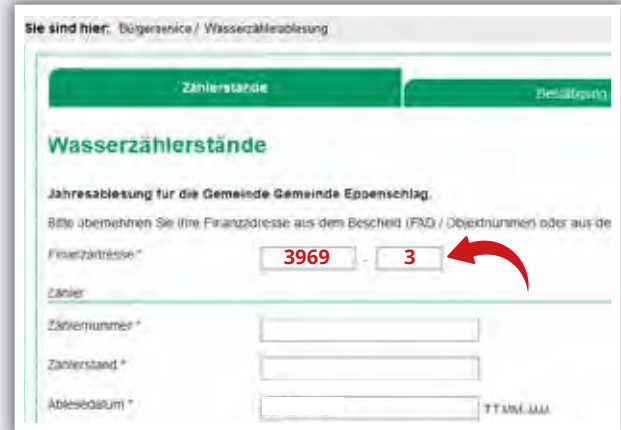 Sie sind hier: Bürgerservice / Wasserzählerablesung
Zählerstände
Bestätigung
Wasserzählerstände
Jahresablesung für die Gemeinde Gemeinde Eppenschlag.
Bitte übernehmen Sie Ihre Finanzadresse aus dem Bescheid (FAD / Objektnummer) oder aus de
Finanzadresse *
3969 . 3
Zähler
Zählernummer *
Zählerstand *
Ablesedatum *
TT.MM.JJJJ